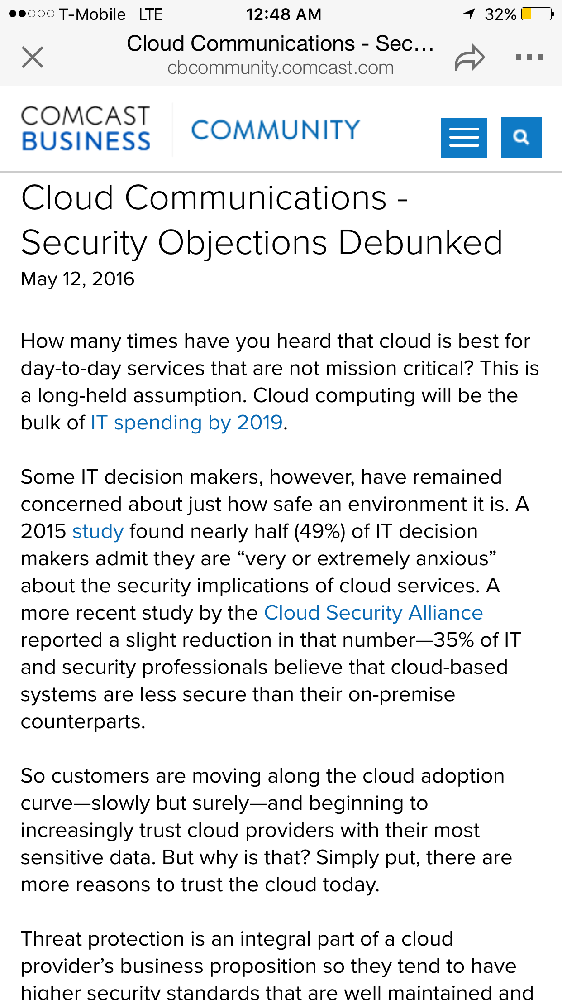 T-Mobile LTE 12:48 AM 32%
Cloud Communications - Sec...
cbcommunity.comcast.com
COMCAST
BUSINESS
COMMUNITY
Cloud Communications -
Security Objections Debunked
May 12, 2016
How many times have you heard that cloud is best for
day-to-day services that are not mission critical? This is
a long-held assumption. Cloud computing will be the
bulk of IT spending by 2019.
Some IT decision makers, however, have remained
concerned about just how safe an environment it is. A
2015 study found nearly half (49%) of IT decision
makers admit they are “very or extremely anxious”
about the security implications of cloud services. A
more recent study by the Cloud Security Alliance
reported a slight reduction in that number—35% of IT
and security professionals believe that cloud-based
systems are less secure than their on-premise
counterparts.
So customers are moving along the cloud adoption
curve—slowly but surely—and beginning to
increasingly trust cloud providers with their most
sensitive data. But why is that? Simply put, there are
more reasons to trust the cloud today.
Threat protection is an integral part of a cloud
provider’s business proposition so they tend to have
higher security standards that are well maintained and